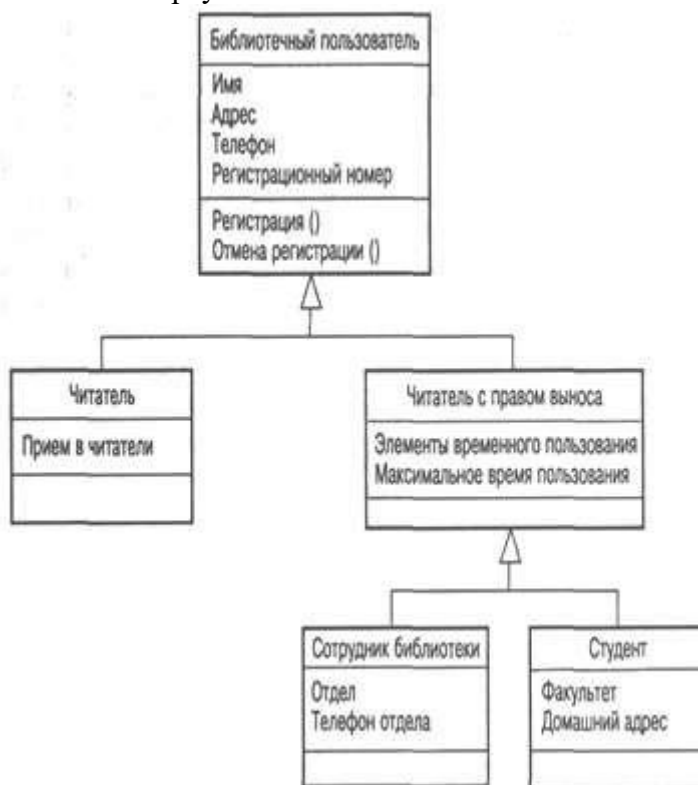 Библиотечный пользователь
Имя
Адрес
Телефон
Регистрационный номер
Регистрация ()
Отмена регистрации ()
Читатель
Прием в читатели
Читатель с правом выноса
Элементы временного пользования
Максимальное время пользования
Сотрудник библиотеки
Отдел
Телефон отдела
Студент
Факультет
Домашний адрес